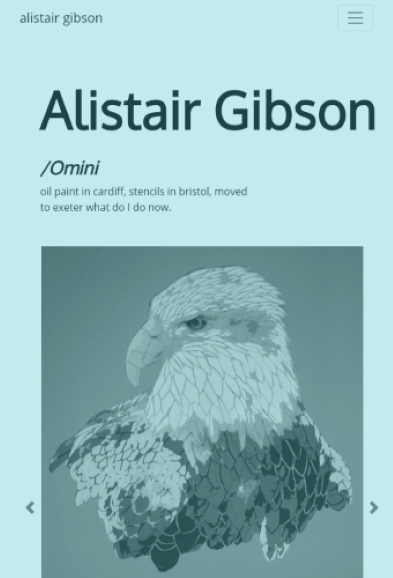 alistair gibson
Alistair Gibson
/Omini
oil paint in cardiff, stencils in bristol, moved
to exeter what do I do now.